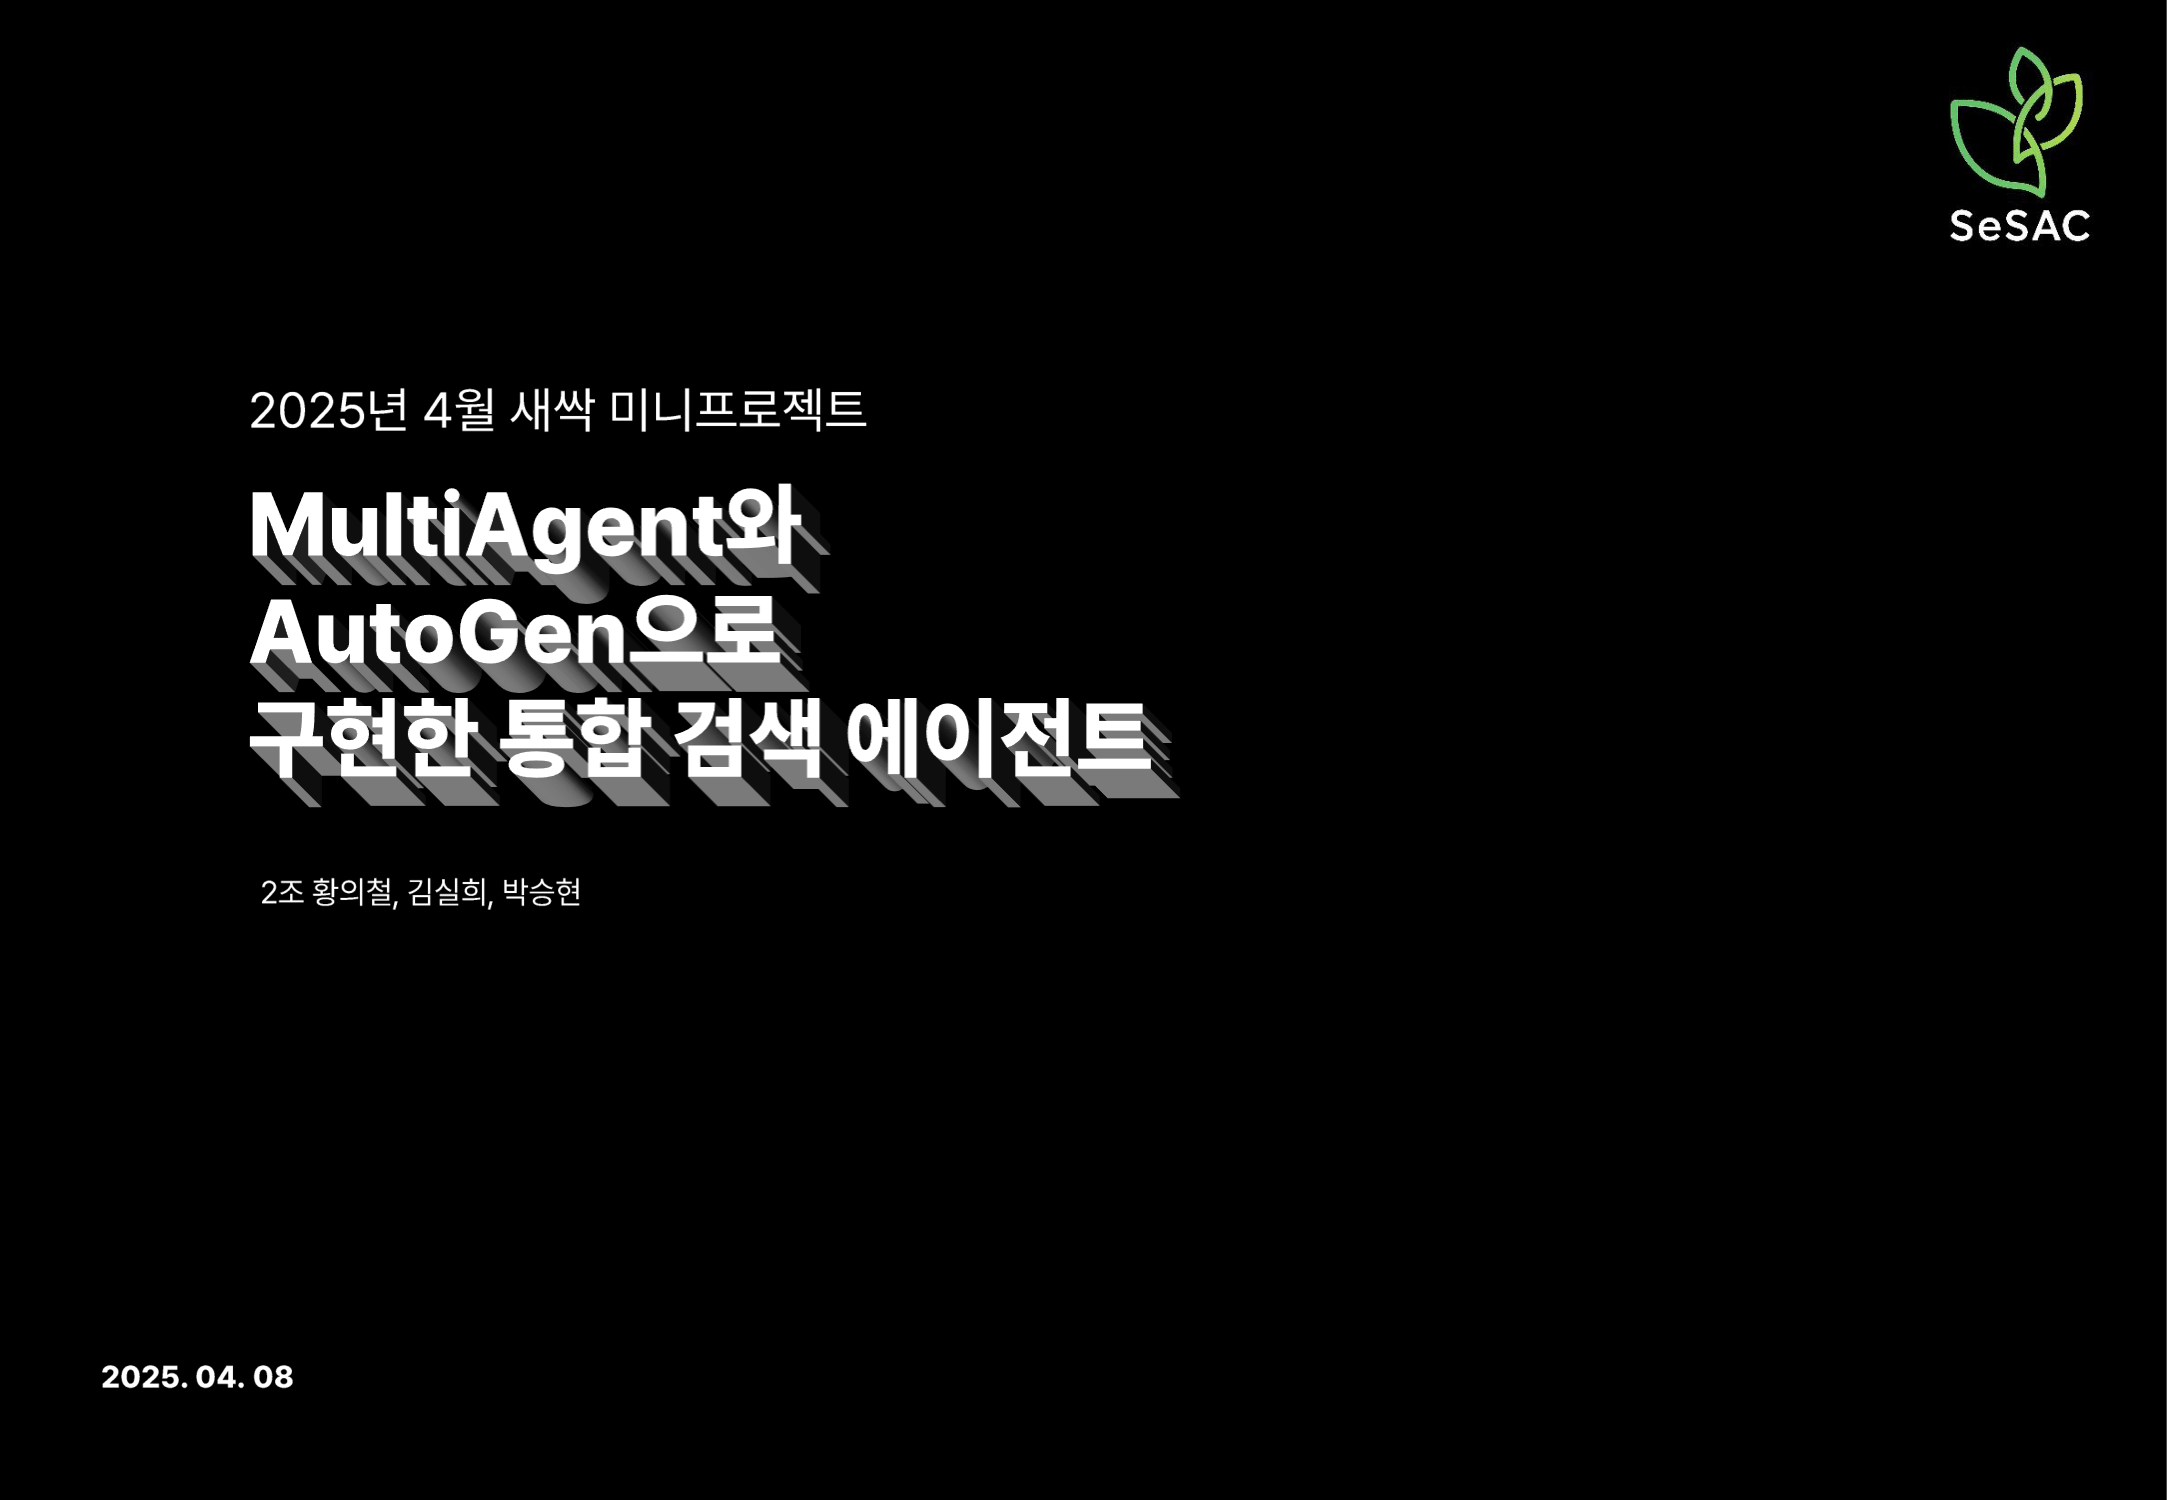 SeSAC
2025년 4월 새싹 미니프로젝트
MultiAgent와
AutoGen으로
구현한 통합 검색 에이전트
2조 황의철, 김실희, 박승현
2025. 04. 08